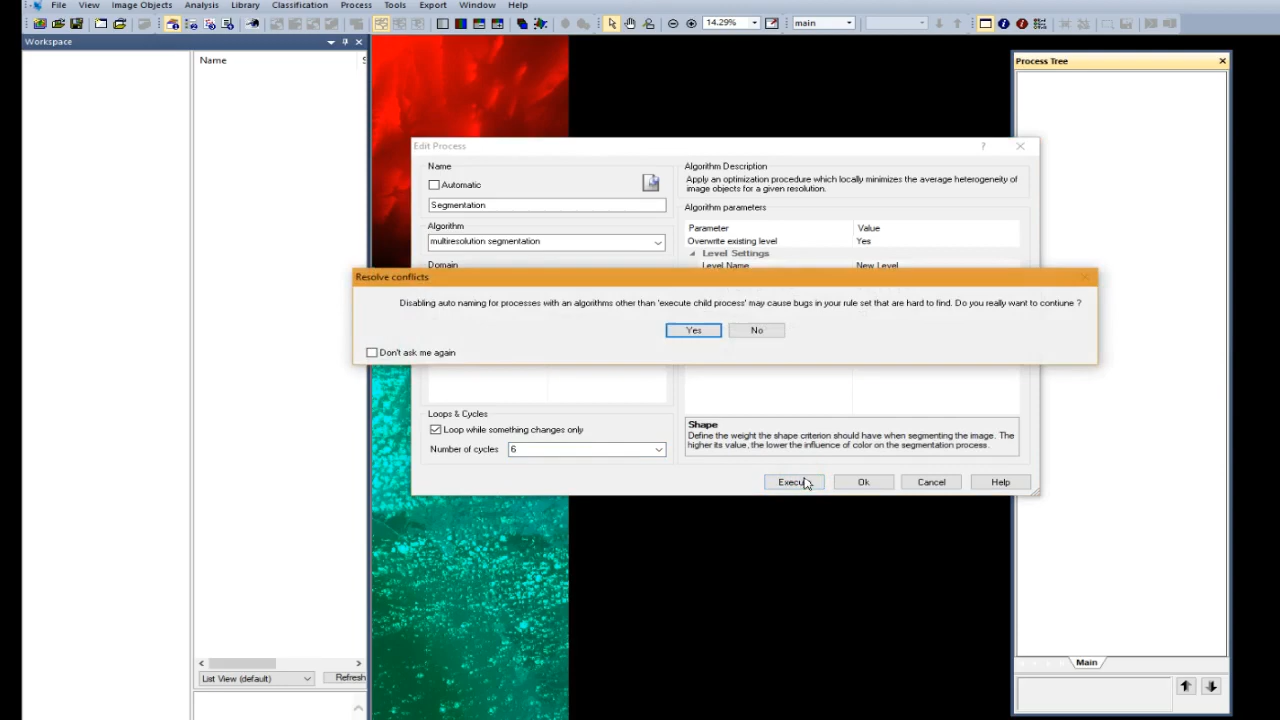 File View Image Objects Analysis Library Classification Process Tools Export Window Help
14.29% main
Workspace
Name
Process Tree
Edit Process
Name
Automatic
Segmentation
Algorithm
multiresolution segmentation
Domain
Algorithm Description
Apply an optimization procedure which locally minimizes the average heterogeneity of
image objects for a given resolution.
Algorithm parameters
Parameter Value
Overwrite existing level Yes
Level Settings
Level Name New Level
Resolve conflicts
Disabling auto naming for processes with an algorithms other than 'execute child process' may cause bugs in your rule set that are hard to find. Do you really want to contiune ?
Yes No
Don't ask me again
Loops & Cycles
Loop while something changes only
Number of cycles 6
Shape
Define the weight the shape criterion should have when segmenting the image. The
higher its value, the lower the influence of color on the segmentation process.
Ok Cancel Help
List View (default) Refresh
Main